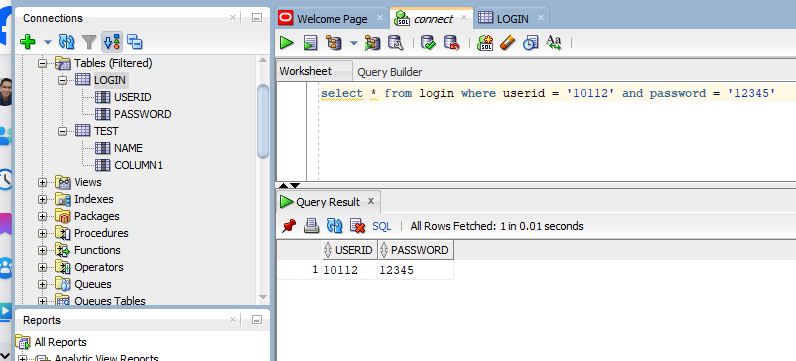 Connections
Tables (Filtered)
LOGIN
USERID
PASSWORD
TEST
NAME
COLUMN1
Views
Indexes
Packages
Procedures
Functions
Operators
Queues
Queues Tables
Reports
All Reports
Analytic View Reports
Welcome Page
connect
LOGIN
SQL
Aa
Worksheet
Query Builder
select * from login where userid = '10112' and password = '12345'
Query Result
SQL
All Rows Fetched: 1 in 0.01 seconds
USERID PASSWORD
1 10112 12345